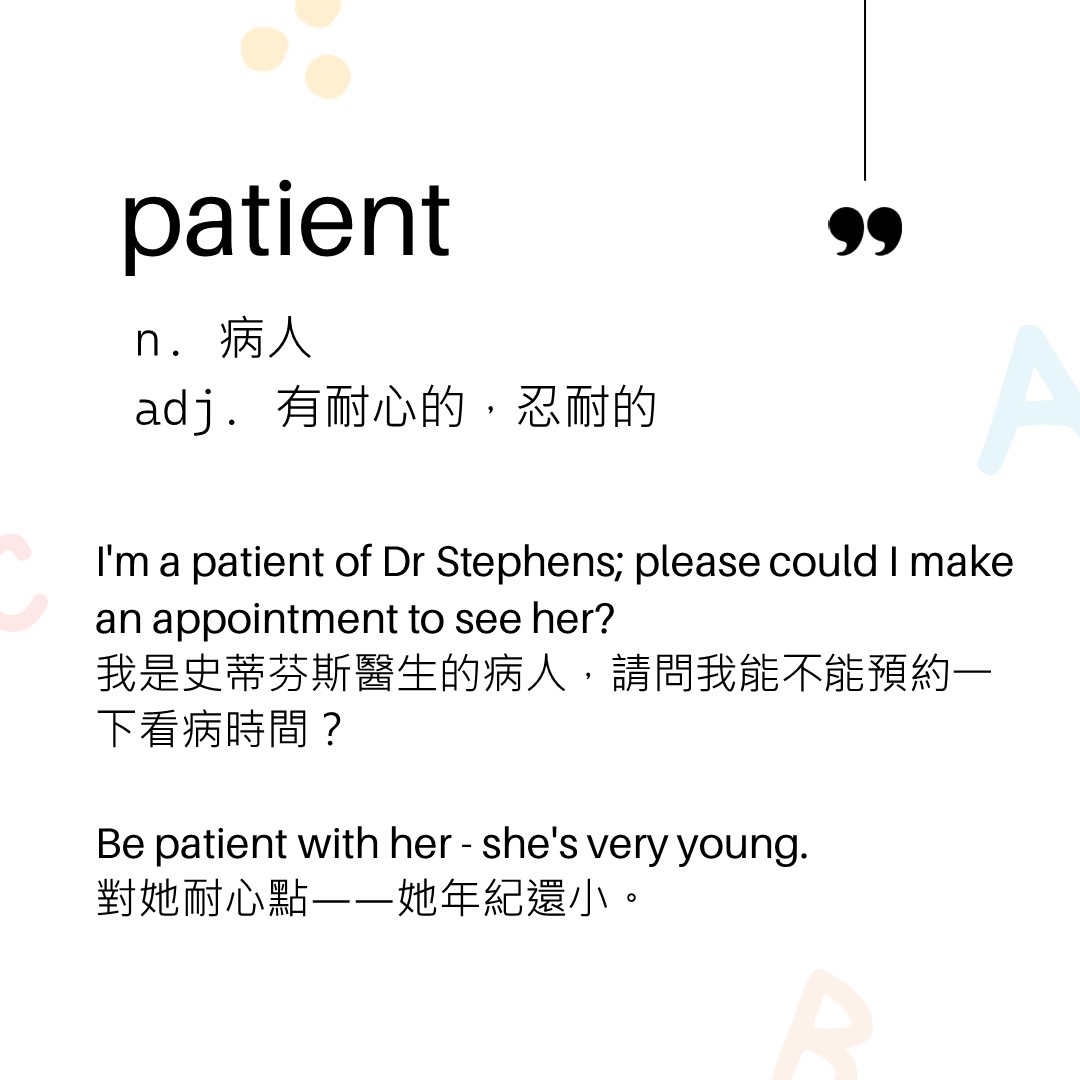 patient
”
n. 病人
adj. 有耐心的，忍耐的
I'm a patient of Dr Stephens; please could I make
an appointment to see her?
我是史蒂芬斯醫生的病人，請問我能不能預約一
下看病時間？
Be patient with her - she's very young.
對她耐心點——她年紀還小。
A
C
B